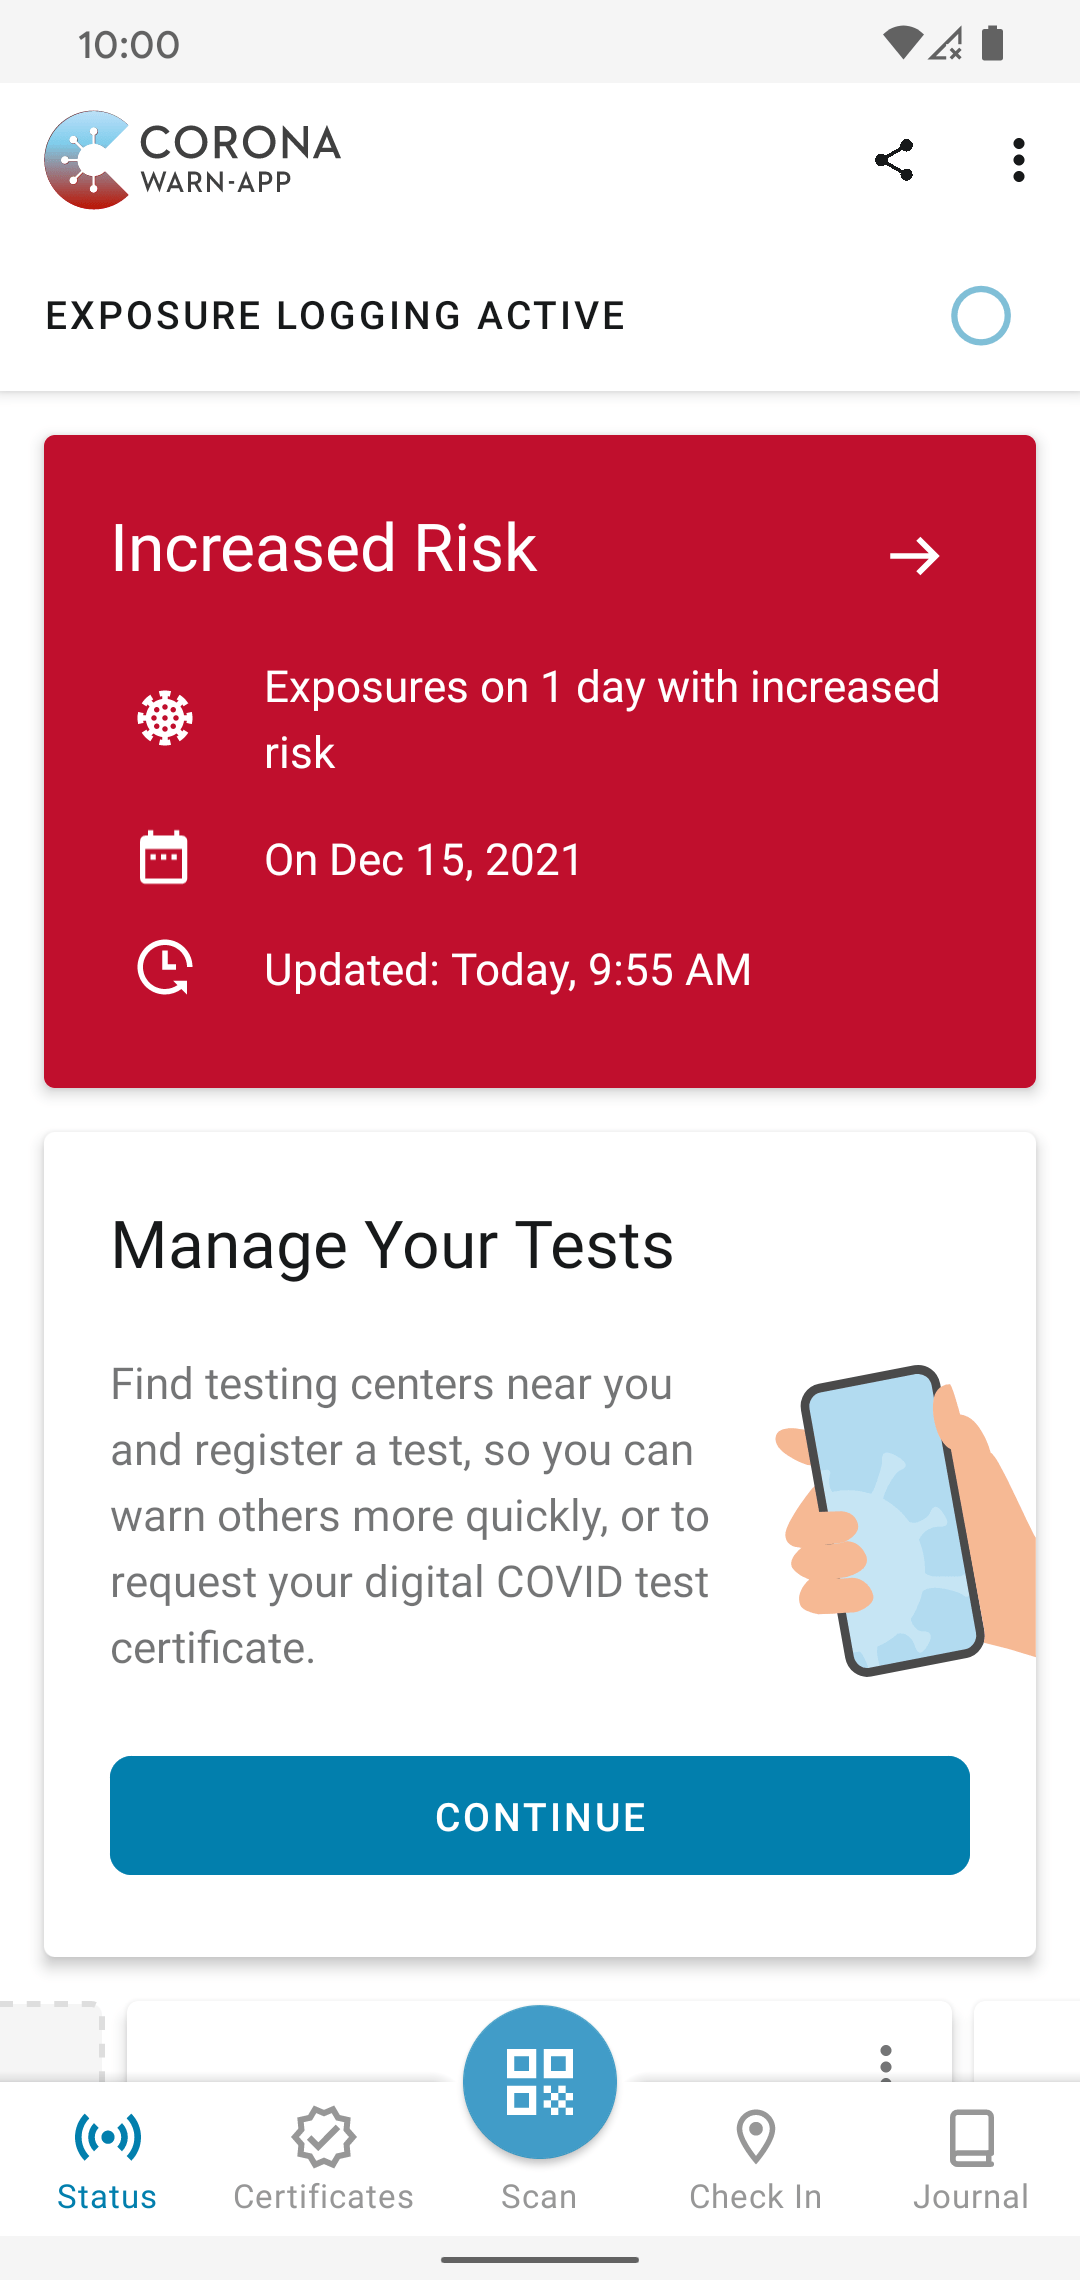 10:00
CORONA
WARN-APP
EXPOSURE LOGGING ACTIVE
Increased Risk
Exposures on 1 day with increased
risk
On Dec 15, 2021
Updated: Today, 9:55 AM
Manage Your Tests
Find testing centers near you
and register a test, so you can
warn others more quickly, or to
request your digital COVID test
certificate.
CONTINUE
Status
Certificates
Scan
Check In
Journal